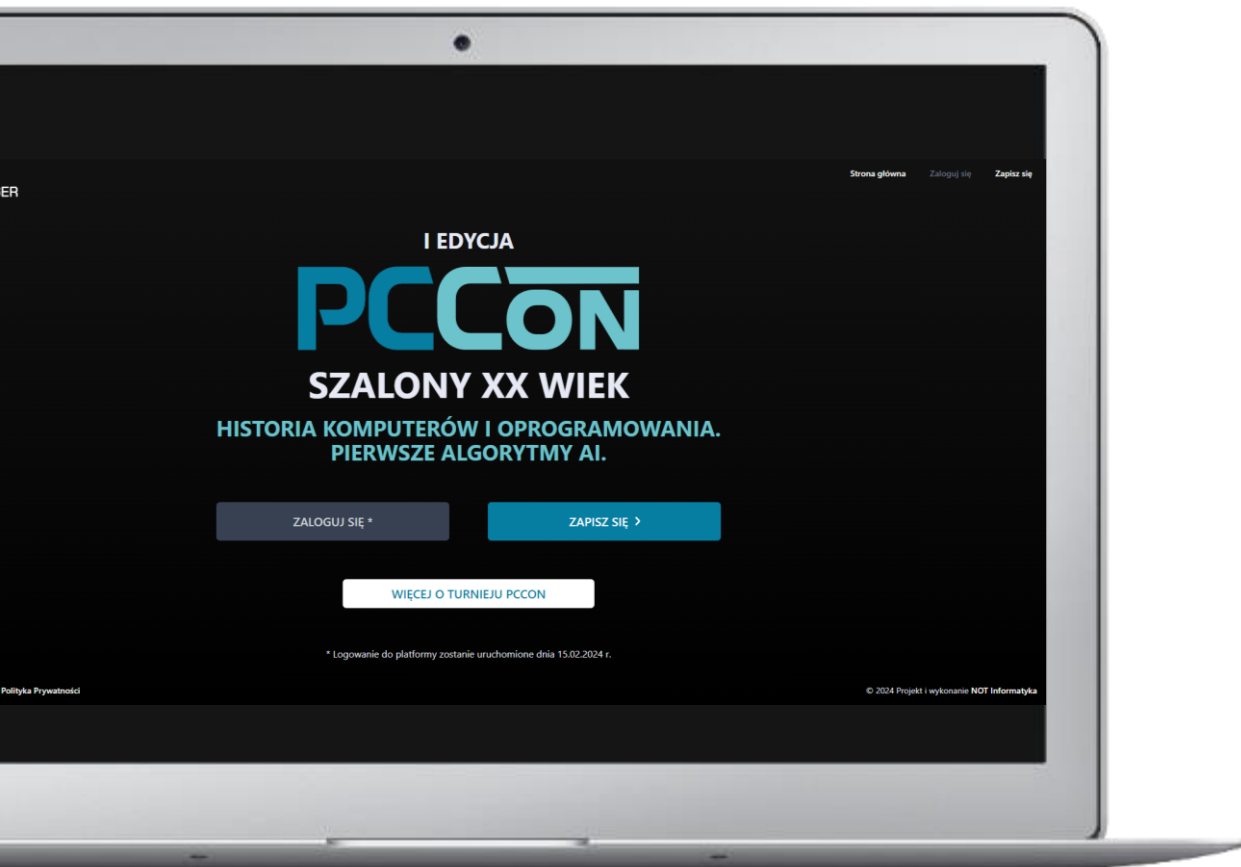 Strona główna Zaloguj się Zapisz się
ER
I EDYCJA
PCCON
SZALONY XX WIEK
HISTORIA KOMPUTERÓW I OPROGRAMOWANIA.
PIERWSZE ALGORYTMY AI.
ZALOGUJ SIĘ * ZAPISZ SIĘ >
WIĘCEJ O TURNIEJU PCCON
* Logowanie do platformy zostanie uruchomione dnia 15.02.2024 r.
Polityka Prywatności © 2024 Projekt i wykonanie NOT Informatyka